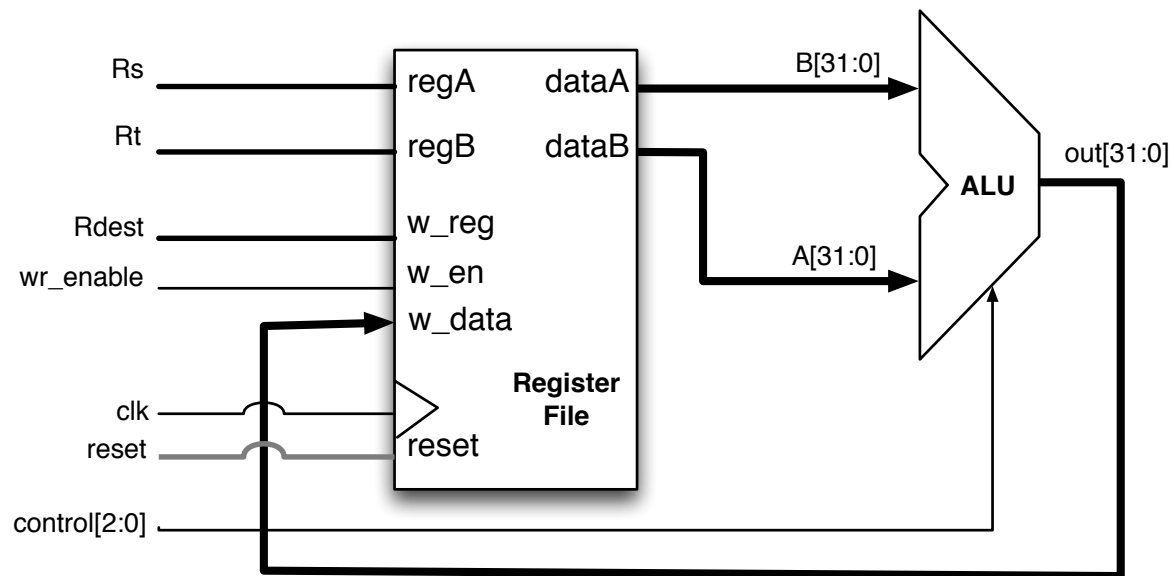 Rs
Rt
Rdest
wr_enable
clk
reset
control[2:0]
regA
regB
w_reg
w_en
w_data
reset
dataA
dataB
Register
File
B[31:0]
A[31:0]
ALU
out[31:0]